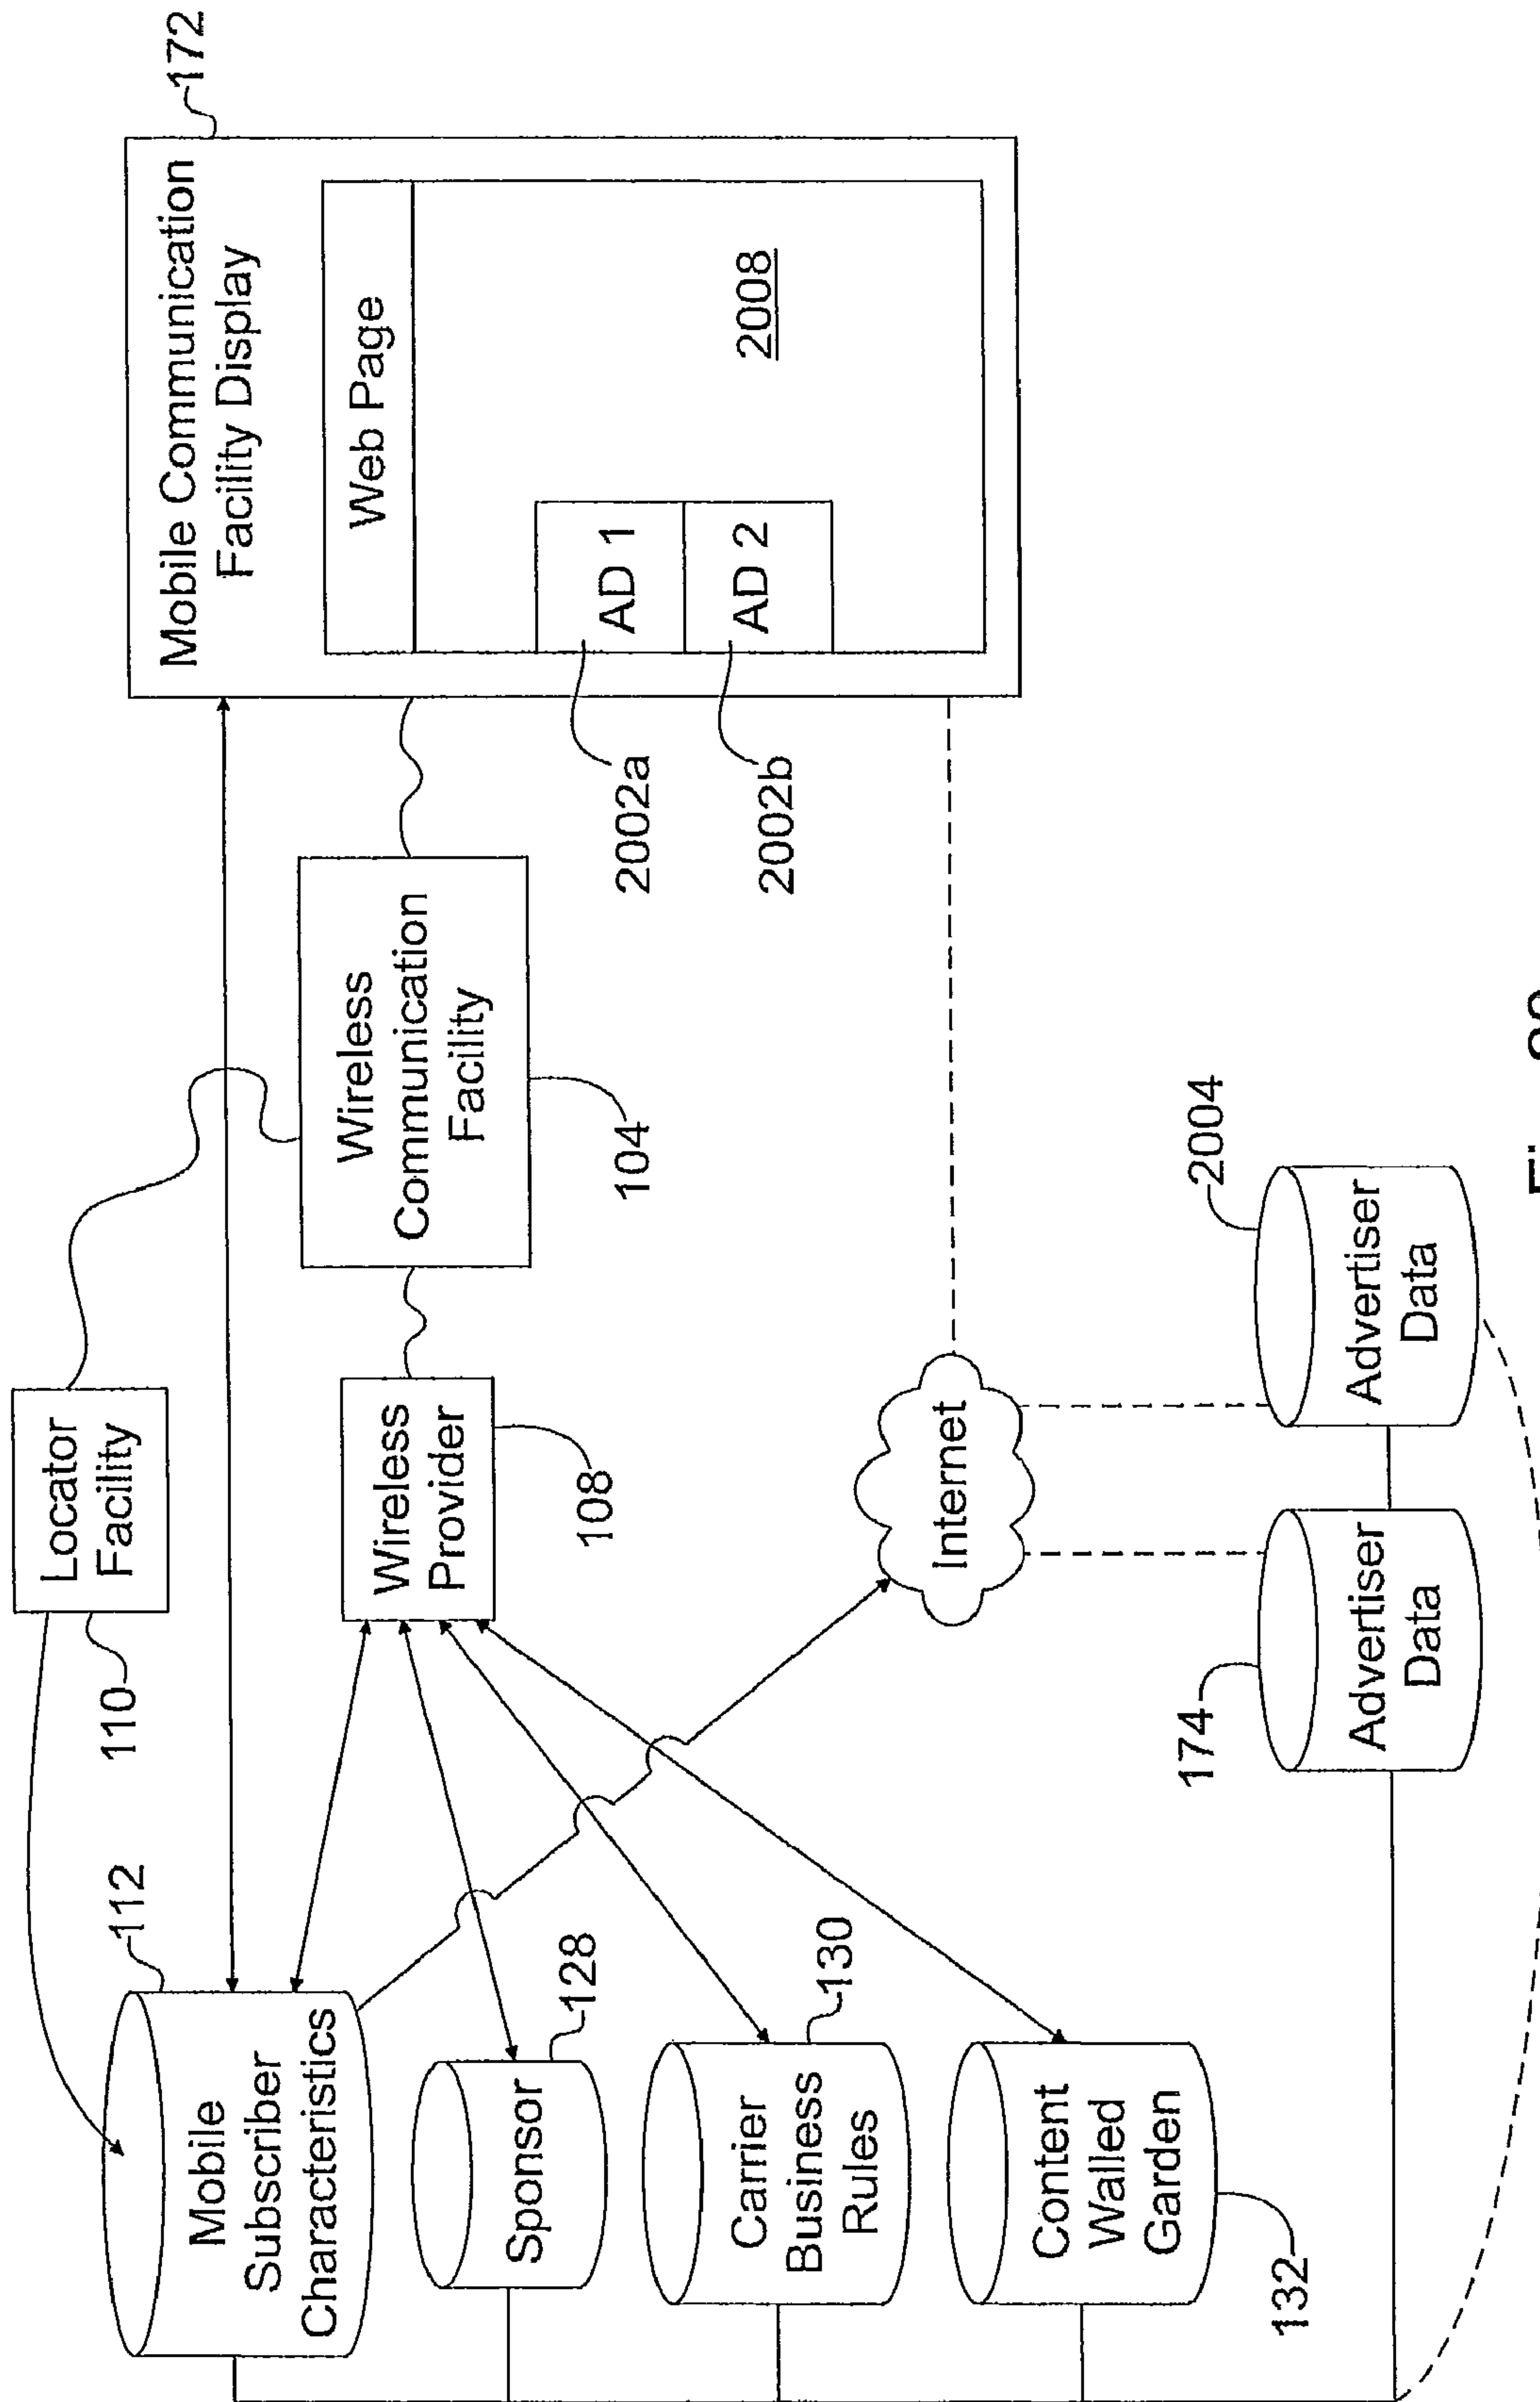 Locator
Facility
110
172
Mobile Communication
Facility Display
Web Page
2008
AD 1
AD 2
2002a
2002b
112
Mobile
Subscriber
Characteristics
Wireless
Provider
108
Wireless
Communication
Facility
104
Sponsor
128
Carrier
Business
Rules
130
Content
Walled
Garden
132
Internet
174
Advertiser
Data
2004
Advertiser
Data